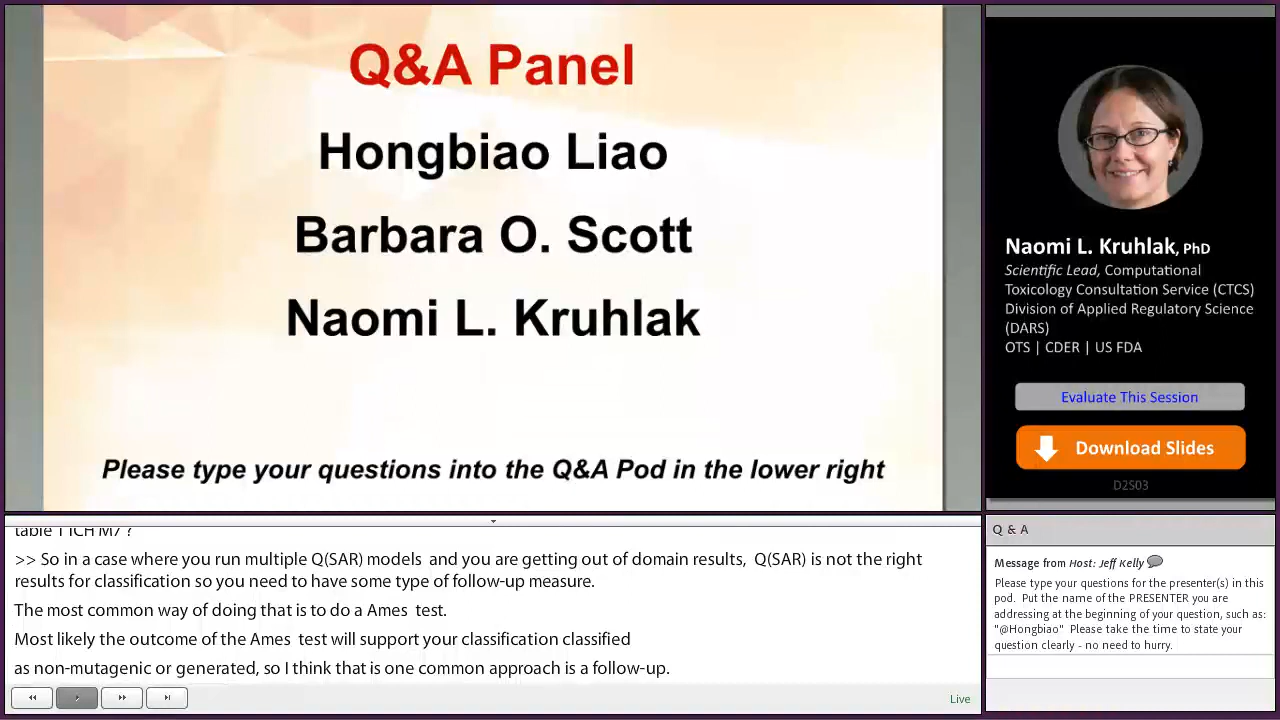 Q&A Panel
Hongbiao Liao
Barbara O. Scott
Naomi L. Kruhlak
Please type your questions into the Q&A Pod in the lower right
Naomi L. Kruhlak, PhD
Scientific Lead, Computational
Toxicology Consultation Service (CTCS)
Division of Applied Regulatory Science
(DARS)
OTS | CDER | US FDA
Evaluate This Session
Download Slides
D2S03
table 1 ICH M7 ?
>> So in a case where you run multiple Q(SAR) models and you are getting out of domain results, Q(SAR) is not the right
results for classification so you need to have some type of follow-up measure.
The most common way of doing that is to do a Ames test.
Most likely the outcome of the Ames test will support your classification classified
as non-mutagenic or generated, so I think that is one common approach is a follow-up.
Live
Q & A
Message from Host: Jeff Kelly
Please type your questions for the presenter(s) in this
pod. Put the name of the PRESENTER you are
addressing at the beginning of your question, such as:
"@Hongbiao" Please take the time to state your
question clearly - no need to hurry.